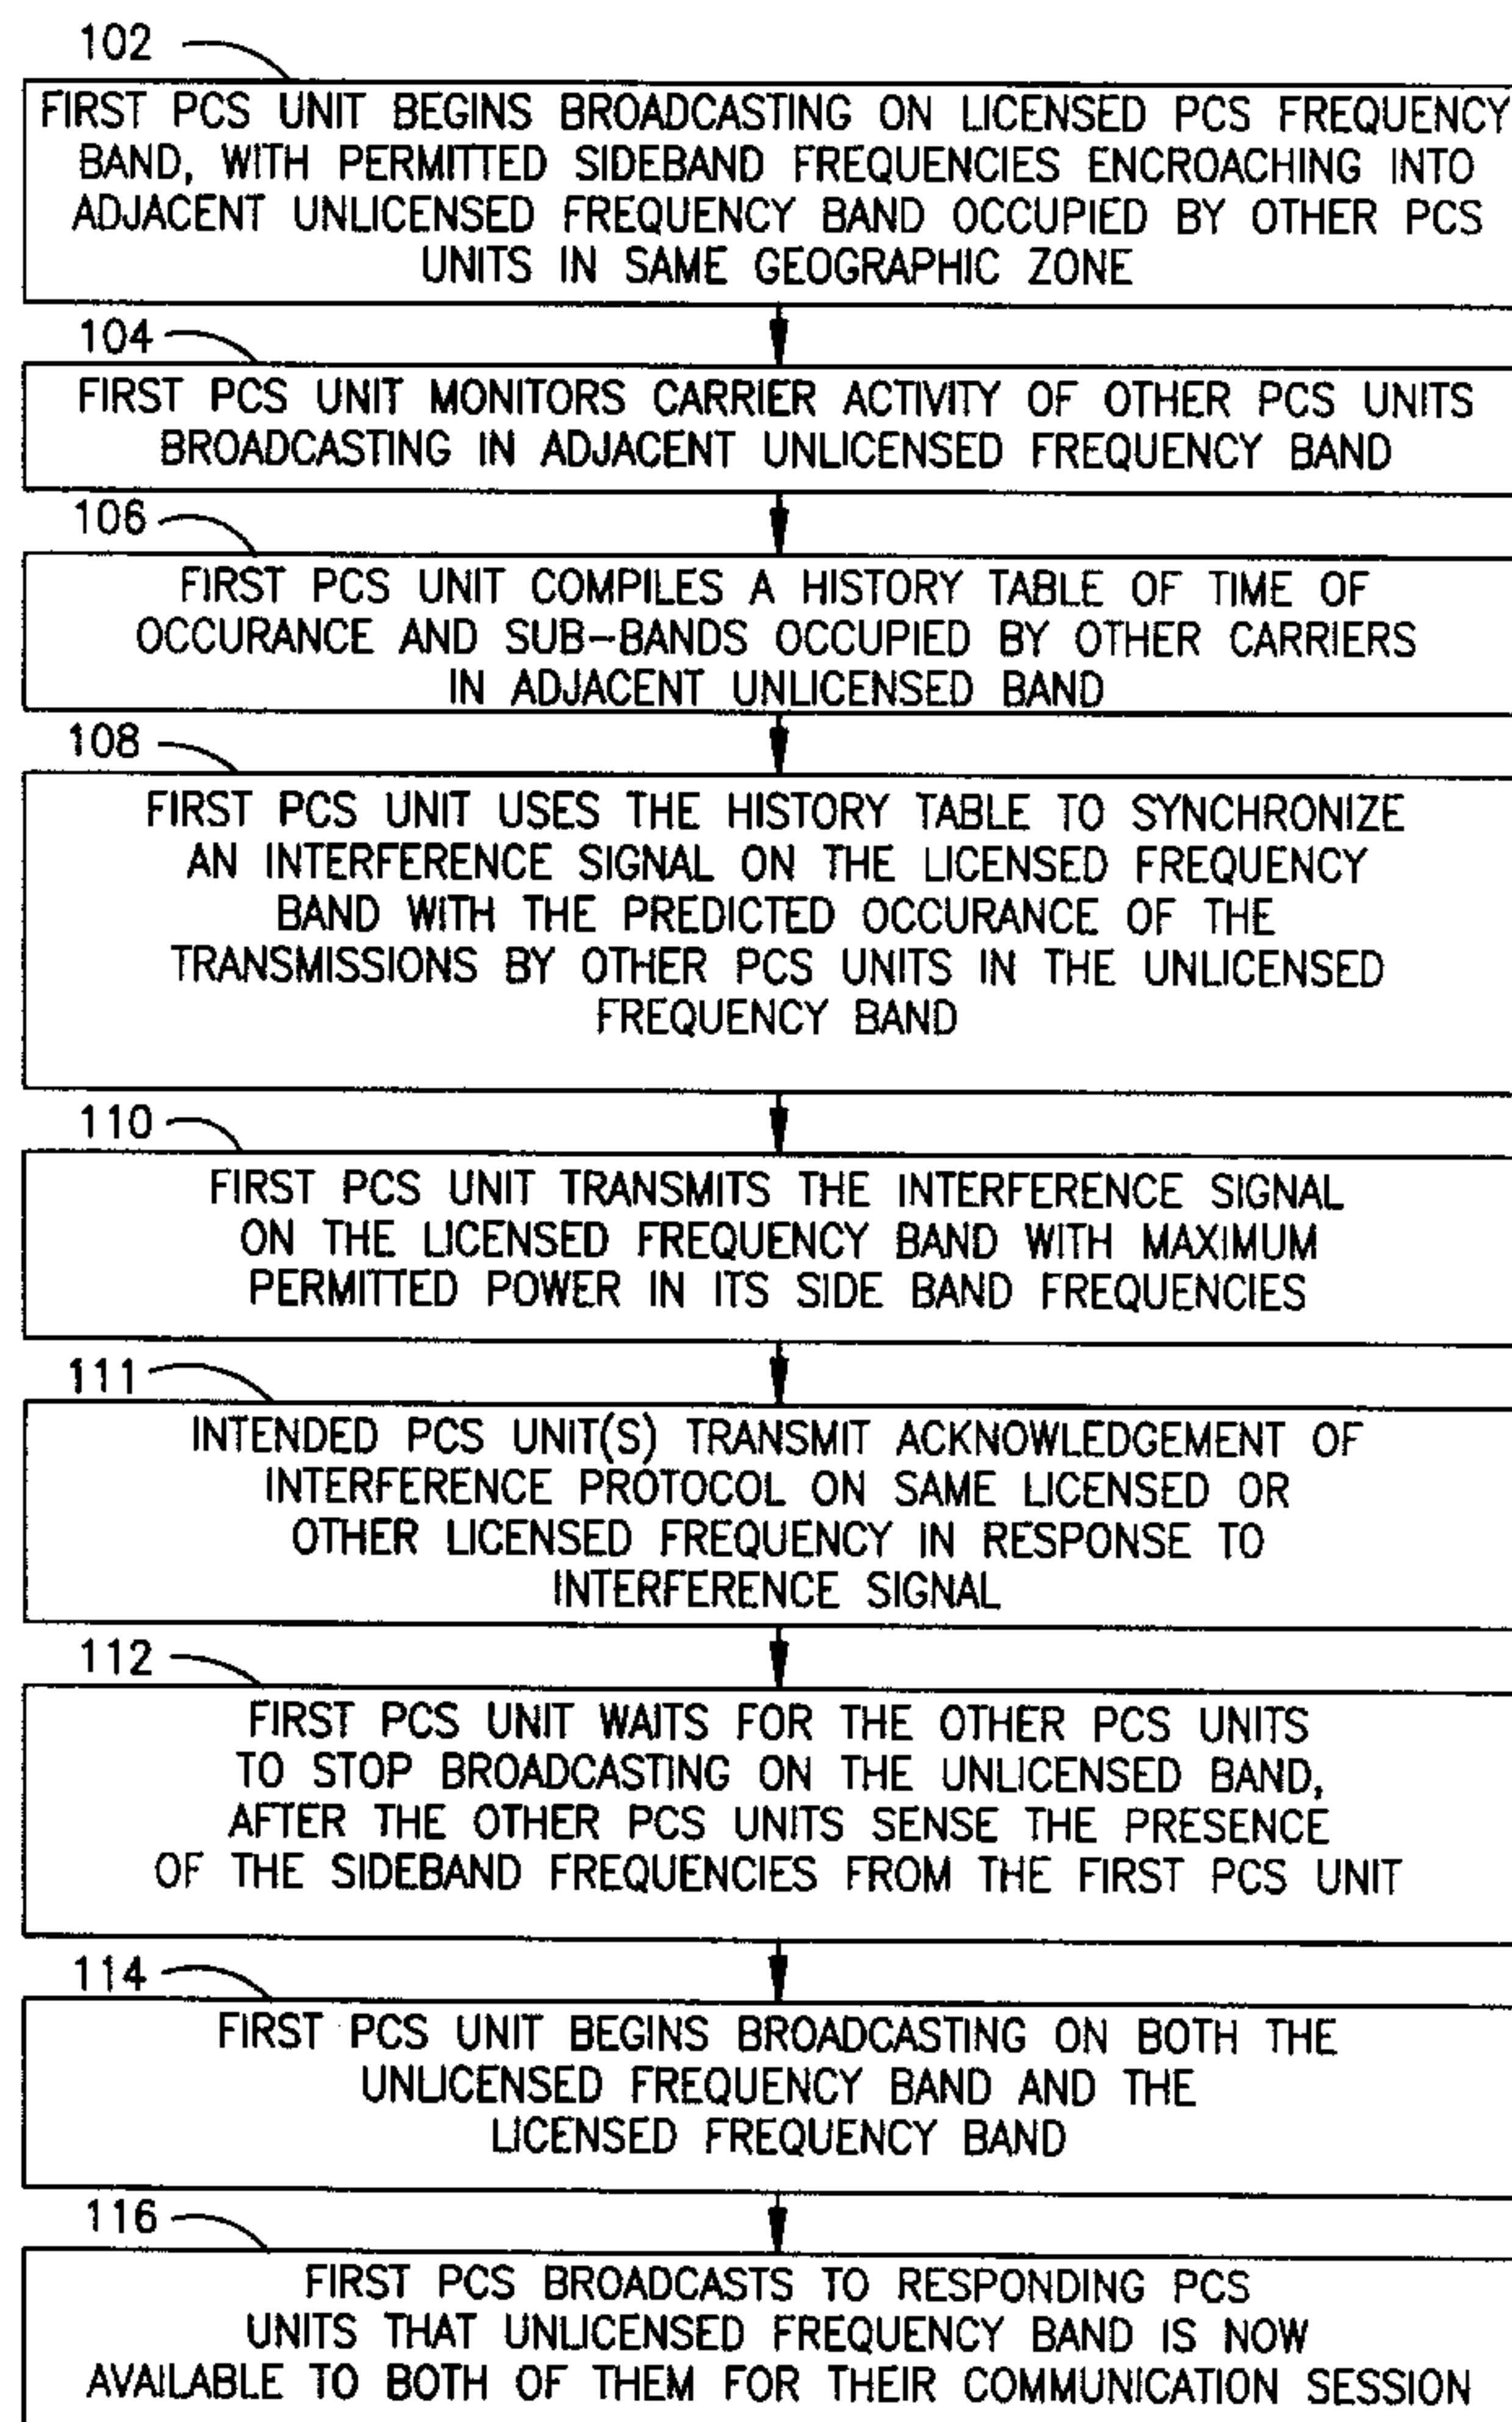 102
FIRST PCS UNIT BEGINS BROADCASTING ON LICENSED PCS FREQUENCY
BAND, WITH PERMITTED SIDEBAND FREQUENCIES ENCROACHING INTO
ADJACENT UNLICENSED FREQUENCY BAND OCCUPIED BY OTHER PCS
UNITS IN SAME GEOGRAPHIC ZONE
104
FIRST PCS UNIT MONITORS CARRIER ACTIVITY OF OTHER PCS UNITS
BROADCASTING IN ADJACENT UNLICENSED FREQUENCY BAND
106
FIRST PCS UNIT COMPILES A HISTORY TABLE OF TIME OF
OCCURANCE AND SUB-BANDS OCCUPIED BY OTHER CARRIERS
IN ADJACENT UNLICENSED BAND
108
FIRST PCS UNIT USES THE HISTORY TABLE TO SYNCHRONIZE
AN INTERFERENCE SIGNAL ON THE LICENSED FREQUENCY
BAND WITH THE PREDICTED OCCURANCE OF THE
TRANSMISSIONS BY OTHER PCS UNITS IN THE UNLICENSED
FREQUENCY BAND
110
FIRST PCS UNIT TRANSMITS THE INTERFERENCE SIGNAL
ON THE LICENSED FREQUENCY BAND WITH MAXIMUM
PERMITTED POWER IN ITS SIDE BAND FREQUENCIES
111
INTENDED PCS UNIT(S) TRANSMIT ACKNOWLEDGEMENT OF
INTERFERENCE PROTOCOL ON SAME LICENSED OR
OTHER LICENSED FREQUENCY IN RESPONSE TO
INTERFERENCE SIGNAL
112
FIRST PCS UNIT WAITS FOR THE OTHER PCS UNITS
TO STOP BROADCASTING ON THE UNLICENSED BAND,
AFTER THE OTHER PCS UNITS SENSE THE PRESENCE
OF THE SIDEBAND FREQUENCIES FROM THE FIRST PCS UNIT
114
FIRST PCS UNIT BEGINS BROADCASTING ON BOTH THE
UNLICENSED FREQUENCY BAND AND THE
LICENSED FREQUENCY BAND
116
FIRST PCS BROADCASTS TO RESPONDING PCS
UNITS THAT UNLICENSED FREQUENCY BAND IS NOW
AVAILABLE TO BOTH OF THEM FOR THEIR COMMUNICATION SESSION